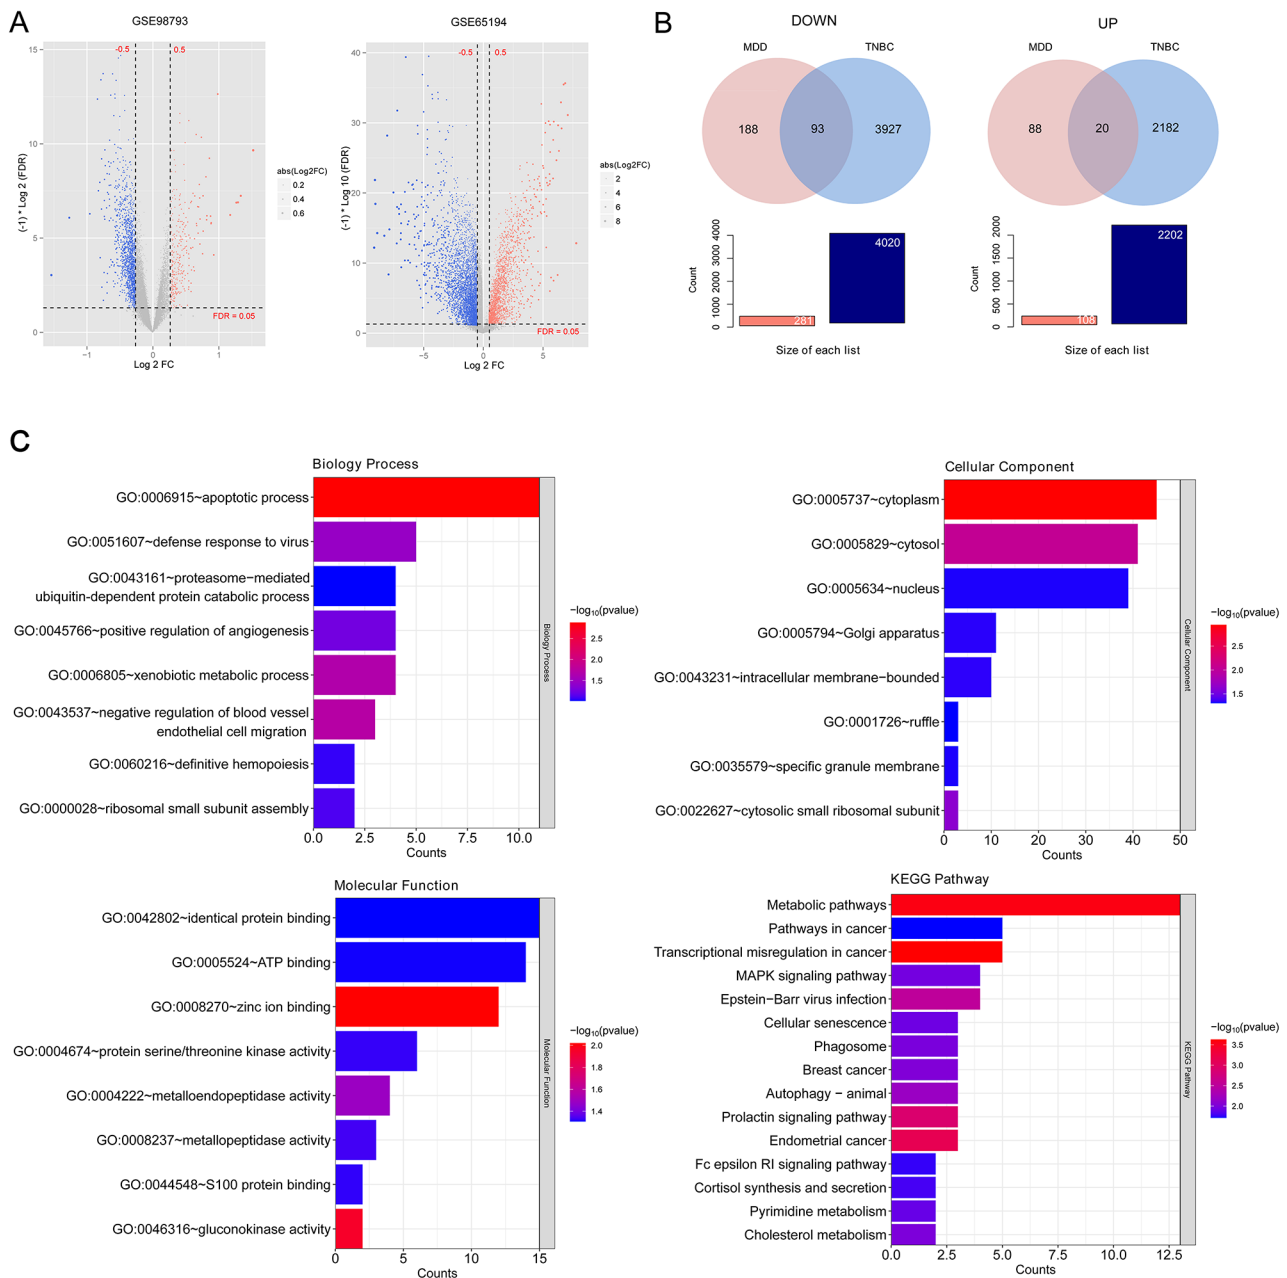 A
GSE98793
-0.5
0.5
15
10
5
0
(-1) * Log 2 (FDR)
FDR = 0.05
−1
0
1
Log 2 FC
abs(Log2FC)
0.2
0.4
0.6
GSE65194
-0.5
0.5
40
30
20
10
0
(-1) * Log 10 (FDR)
FDR = 0.05
−5
0
5
Log 2 FC
abs(Log2FC)
2
4
6
8
B
DOWN
MDD
TNBC
188
93
3927
Count
0 1000 2000 3000 4000
281
4020
Size of each list
UP
MDD
TNBC
88
20
2182
Count
0 500 1000 1500 2000
108
2202
Size of each list
C
Biology Process
GO:0006915~apoptotic process
GO:0051607~defense response to virus
GO:0043161~proteasome−mediated
ubiquitin-dependent protein catabolic process
GO:0045766~positive regulation of angiogenesis
GO:0006805~xenobiotic metabolic process
GO:0043537~negative regulation of blood vessel
endothelial cell migration
GO:0060216~definitive hemopoiesis
GO:0000028~ribosomal small subunit assembly
0.0 2.5 5.0 7.5 10.0
Counts
Biology Process
−log10(pvalue)
2.5
2.0
1.5
Cellular Component
GO:0005737~cytoplasm
GO:0005829~cytosol
GO:0005634~nucleus
GO:0005794~Golgi apparatus
GO:0043231~intracellular membrane−bounded
GO:0001726~ruffle
GO:0035579~specific granule membrane
GO:0022627~cytosolic small ribosomal subunit
0 10 20 30 40 50
Counts
Cellular Component
−log10(pvalue)
2.5
2.0
1.5
Molecular Function
GO:0042802~identical protein binding
GO:0005524~ATP binding
GO:0008270~zinc ion binding
GO:0004674~protein serine/threonine kinase activity
GO:0004222~metalloendopeptidase activity
GO:0008237~metallopeptidase activity
GO:0044548~S100 protein binding
GO:0046316~gluconokinase activity
0 5 10 15
Counts
Molecular Function
−log10(pvalue)
2.0
1.8
1.6
1.4
KEGG Pathway
Metabolic pathways
Pathways in cancer
Transcriptional misregulation in cancer
MAPK signaling pathway
Epstein−Barr virus infection
Cellular senescence
Phagosome
Breast cancer
Autophagy − animal
Prolactin signaling pathway
Endometrial cancer
Fc epsilon RI signaling pathway
Cortisol synthesis and secretion
Pyrimidine metabolism
Cholesterol metabolism
0.0 2.5 5.0 7.5 10.0 12.5
Counts
KEGG Pathway
−log10(pvalue)
3.5
3.0
2.5
2.0